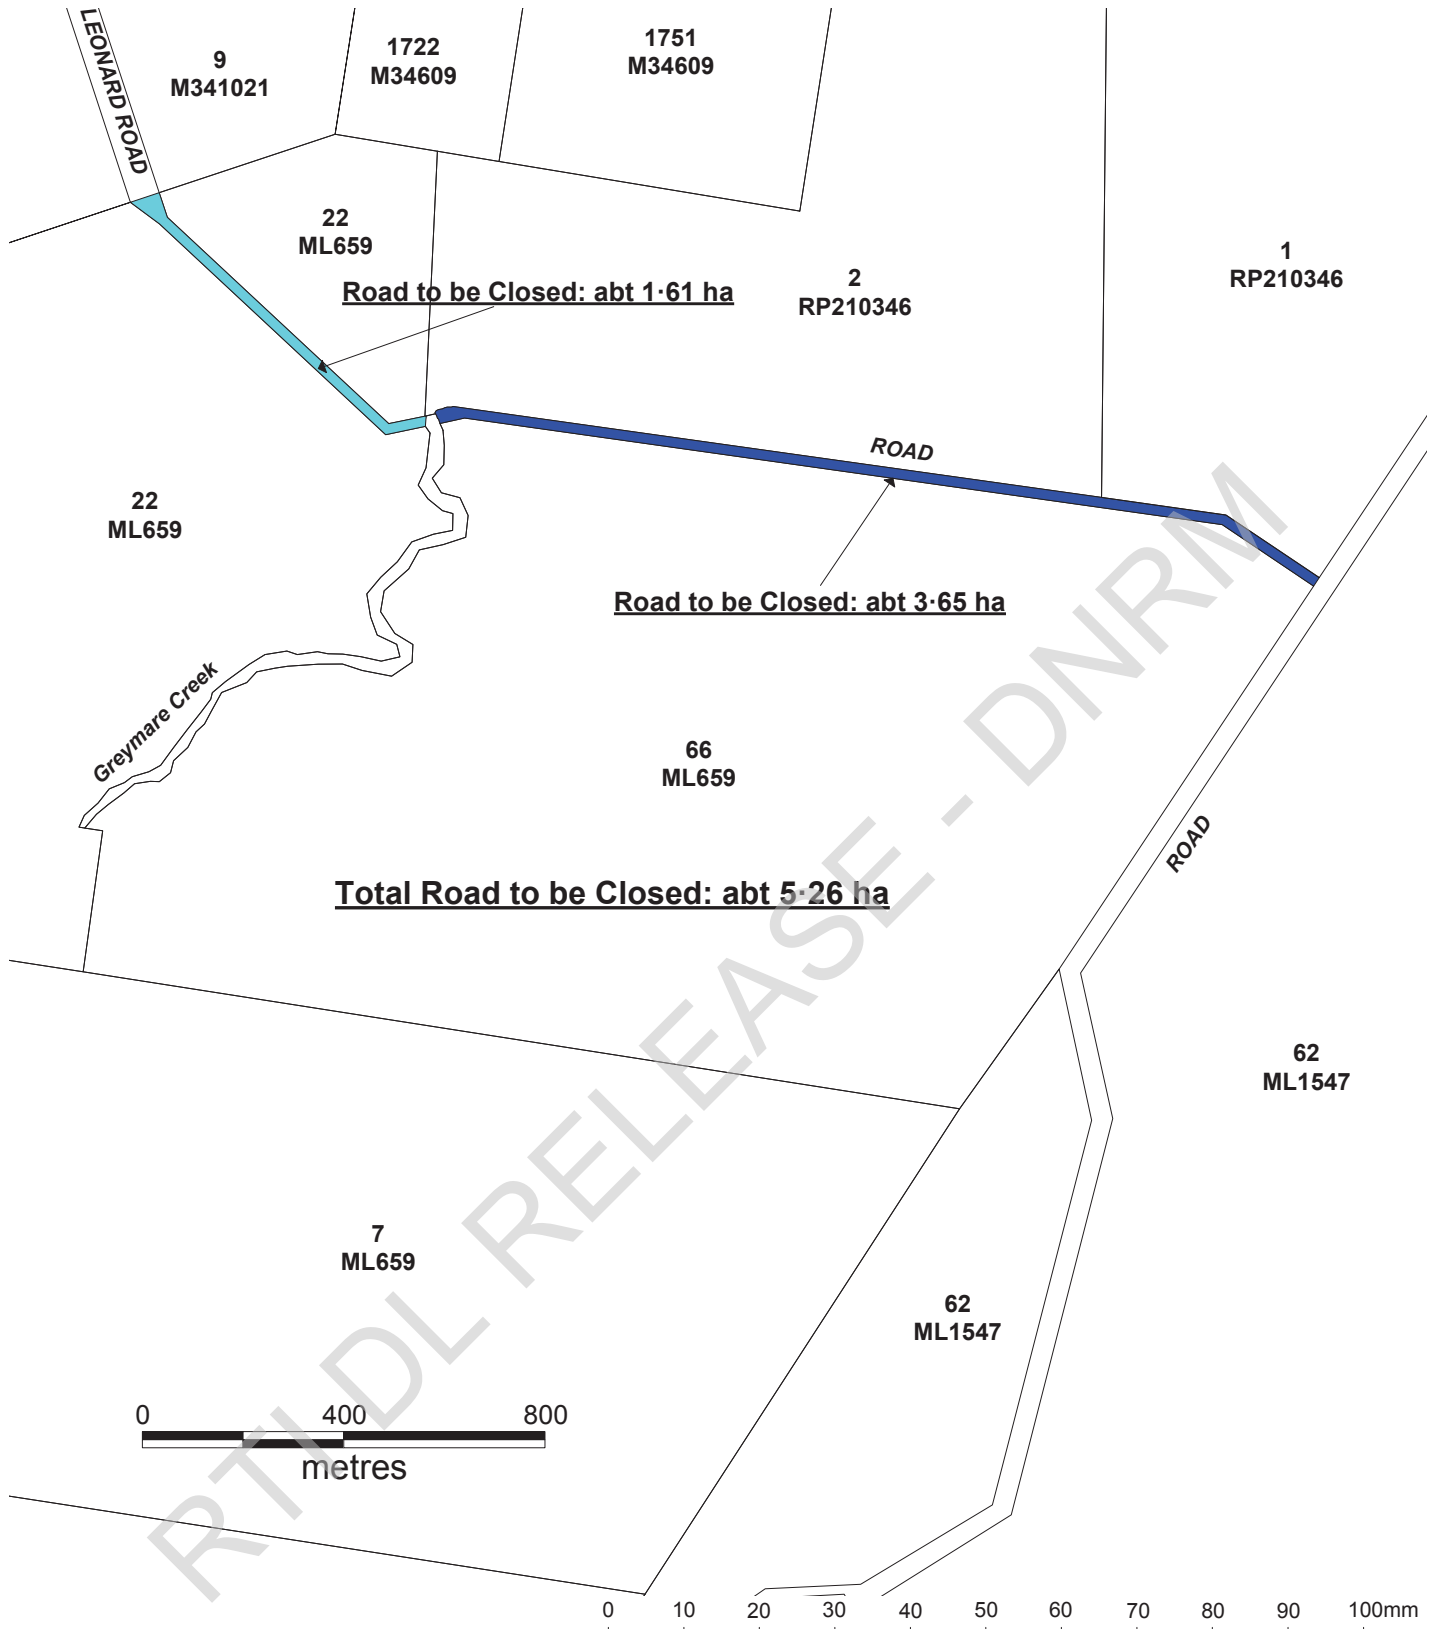 LEONARD ROAD
9
M341021
1722
M34609
1751
M34609
22
ML659
Road to be Closed: abt 1·61 ha
2
RP210346
1
RP210346
ROAD
22
ML659
Road to be Closed: abt 3·65 ha
Greymare Creek
66
ML659
ROAD
Total Road to be Closed: abt 5·26 ha
62
ML1547
7
ML659
62
ML1547
0 400 800
metres
RTI DL RELEASE - DNRM
0 10 20 30 40 50 60 70 80 90 100mm